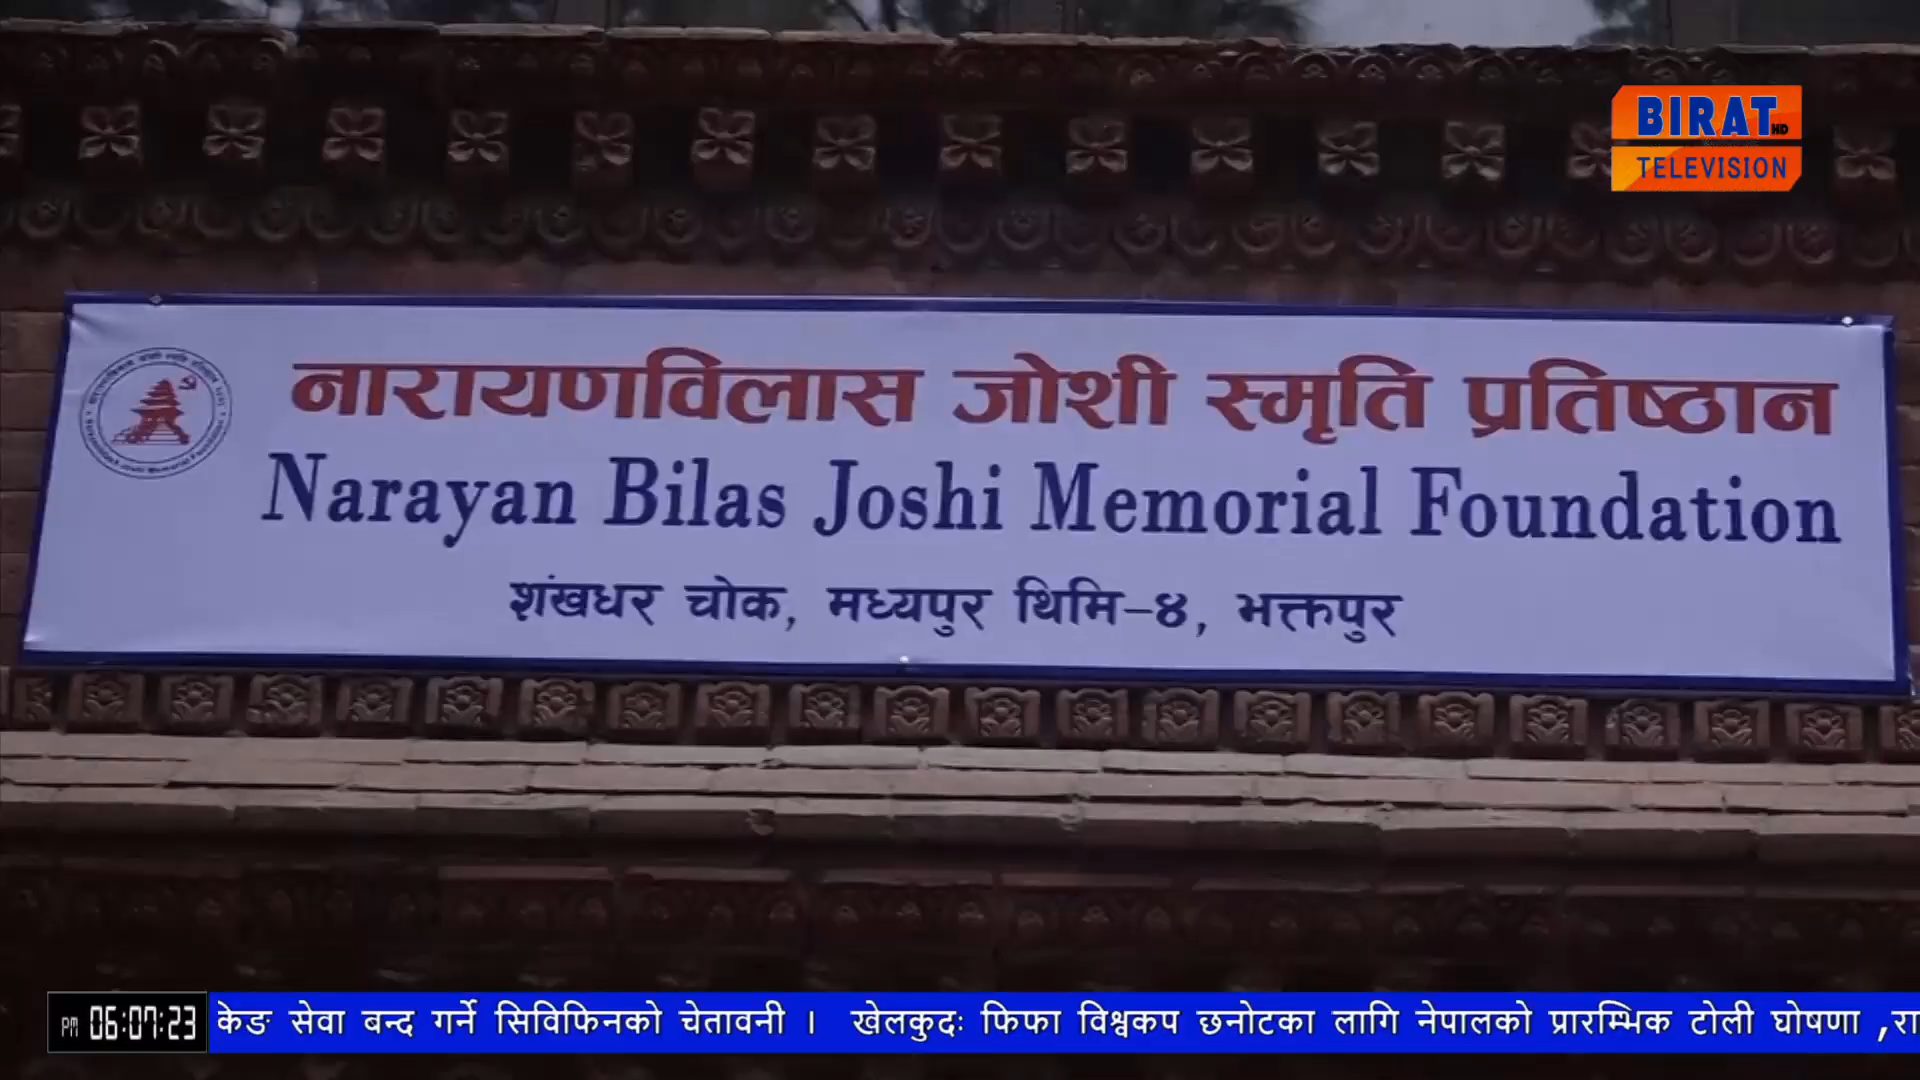 BIRAT HD
TELEVISION
नारायणविलास जोशी स्मृति प्रतिष्ठान
Narayan Bilas Joshi Memorial Foundation
शंखधर चोक, मध्यपुर थिमि-४, भक्तपुर
PM 06:07:23
केङ सेवा बन्द गर्ने सिविफिनको चेतावनी । खेलकुदः फिफा विश्वकप छनोटका लागि नेपालको प्रारम्भिक टोली घोषणा ,रा